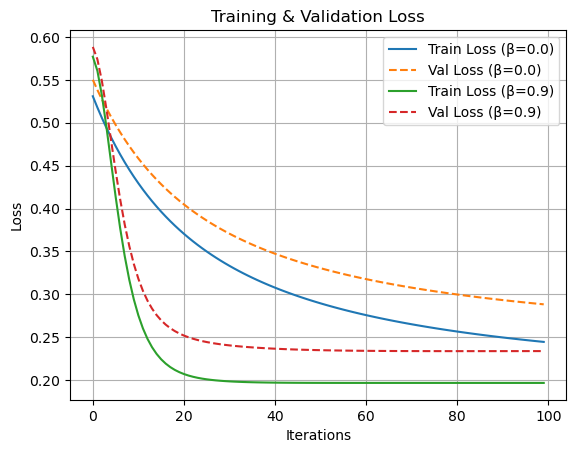 Training & Validation Loss
Loss
0.60
0.55
0.50
0.45
0.40
0.35
0.30
0.25
0.20
Train Loss (β=0.0)
Val Loss (β=0.0)
Train Loss (β=0.9)
Val Loss (β=0.9)
0 20 40 60 80 100
Iterations